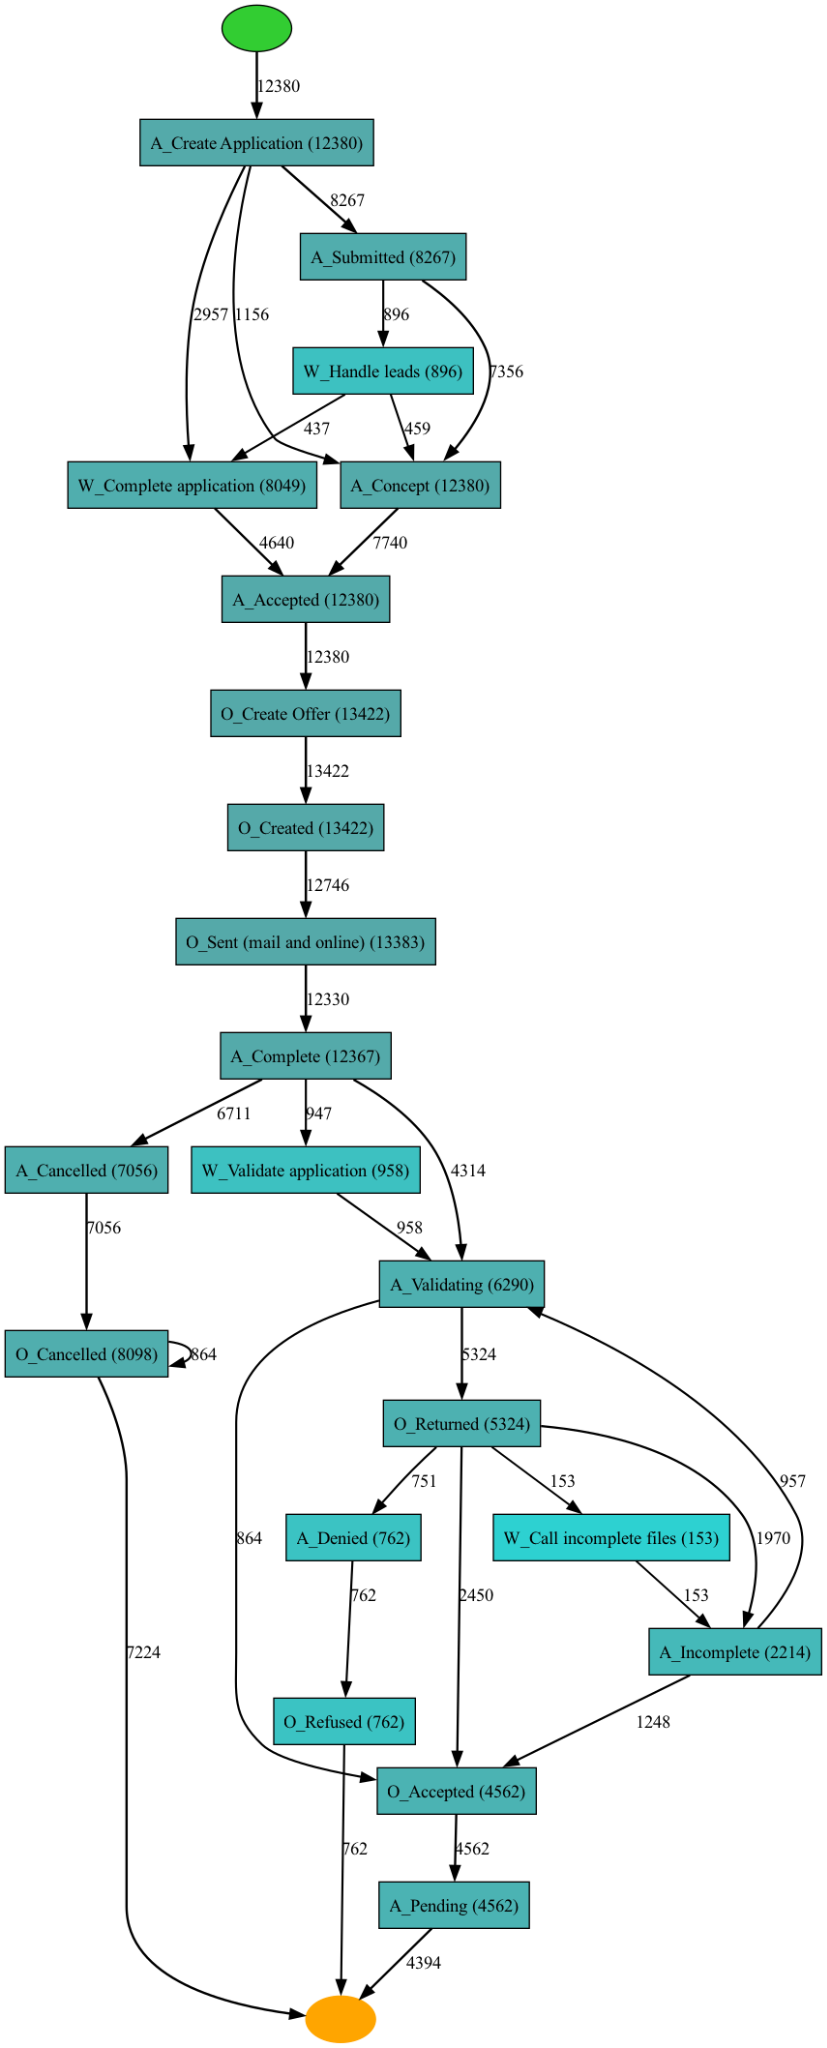 12380
A_Create Application (12380)
8267
A_Submitted (8267)
2957
1156
896
7356
W_Handle leads (896)
437
459
W_Complete application (8049)
A_Concept (12380)
4640
7740
A_Accepted (12380)
12380
O_Create Offer (13422)
13422
O_Created (13422)
12746
O_Sent (mail and online) (13383)
12330
A_Complete (12367)
6711
947
4314
A_Cancelled (7056)
W_Validate application (958)
7056
958
A_Validating (6290)
O_Cancelled (8098)
864
5324
O_Returned (5324)
751
153
957
864
1970
A_Denied (762)
W_Call incomplete files (153)
762
2450
153
7224
A_Incomplete (2214)
O_Refused (762)
1248
O_Accepted (4562)
762
4562
A_Pending (4562)
4394